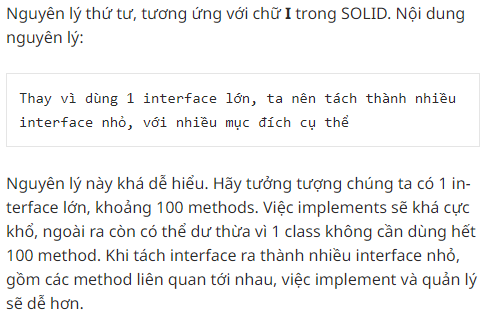 Nguyên lý thứ tư, tương ứng với chữ I trong SOLID. Nội dung
nguyên lý:
Thay vì dùng 1 interface lớn, ta nên tách thành nhiều
interface nhỏ, với nhiều mục đích cụ thể
Nguyên lý này khá dễ hiểu. Hãy tưởng tượng chúng ta có 1 in-
terface lớn, khoảng 100 methods. Việc implements sẽ khá cực
khổ, ngoài ra còn có thể dư thừa vì 1 class không cần dùng hết
100 method. Khi tách interface ra thành nhiều interface nhỏ,
gồm các method liên quan tới nhau, việc implement và quản lý
sẽ dễ hơn.